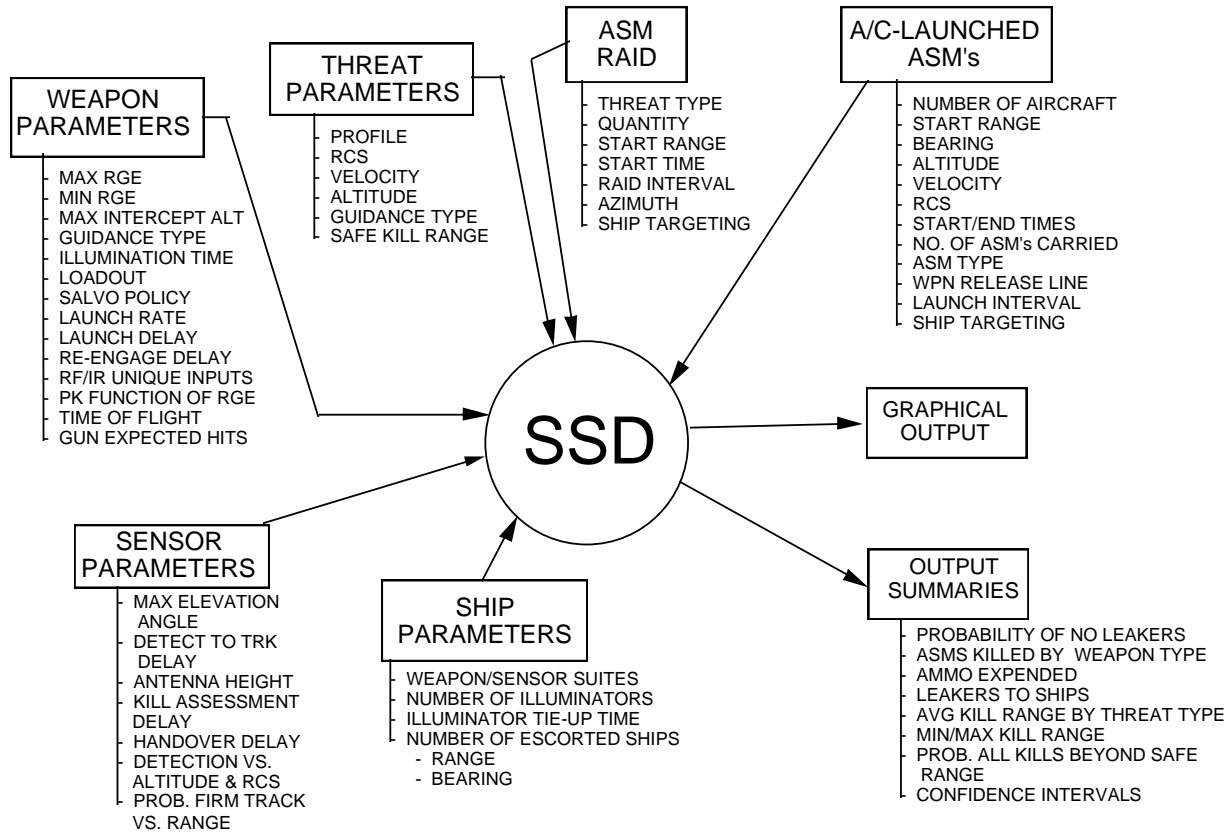 WEAPON
PARAMETERS
- MAX RGE
- MIN RGE
- MAX INTERCEPT ALT
- GUIDANCE TYPE
- ILLUMINATION TIME
- LOADOUT
- SALVO POLICY
- LAUNCH RATE
- LAUNCH DELAY
- RE-ENGAGE DELAY
- RF/IR UNIQUE INPUTS
- PK FUNCTION OF RGE
- TIME OF FLIGHT
- GUN EXPECTED HITS
THREAT
PARAMETERS
- PROFILE
- RCS
- VELOCITY
- ALTITUDE
- GUIDANCE TYPE
- SAFE KILL RANGE
ASM
RAID
- THREAT TYPE
- QUANTITY
- START RANGE
- START TIME
- RAID INTERVAL
- AZIMUTH
- SHIP TARGETING
A/C-LAUNCHED
ASM's
- NUMBER OF AIRCRAFT
- START RANGE
- BEARING
- ALTITUDE
- VELOCITY
- RCS
- START/END TIMES
- NO. OF ASM's CARRIED
- ASM TYPE
- WPN RELEASE LINE
- LAUNCH INTERVAL
- SHIP TARGETING
SSD
GRAPHICAL
OUTPUT
SENSOR
PARAMETERS
- MAX ELEVATION
ANGLE
- DETECT TO TRK
DELAY
- ANTENNA HEIGHT
- KILL ASSESSMENT
DELAY
- HANDOVER DELAY
- DETECTION VS.
ALTITUDE & RCS
- PROB. FIRM TRACK
VS. RANGE
SHIP
PARAMETERS
- WEAPON/SENSOR SUITES
- NUMBER OF ILLUMINATORS
- ILLUMINATOR TIE-UP TIME
- NUMBER OF ESCORTED SHIPS
- RANGE
- BEARING
OUTPUT
SUMMARIES
- PROBABILITY OF NO LEAKERS
- ASMS KILLED BY WEAPON TYPE
- AMMO EXPENDED
- LEAKERS TO SHIPS
- AVG KILL RANGE BY THREAT TYPE
- MIN/MAX KILL RANGE
- PROB. ALL KILLS BEYOND SAFE
RANGE
- CONFIDENCE INTERVALS